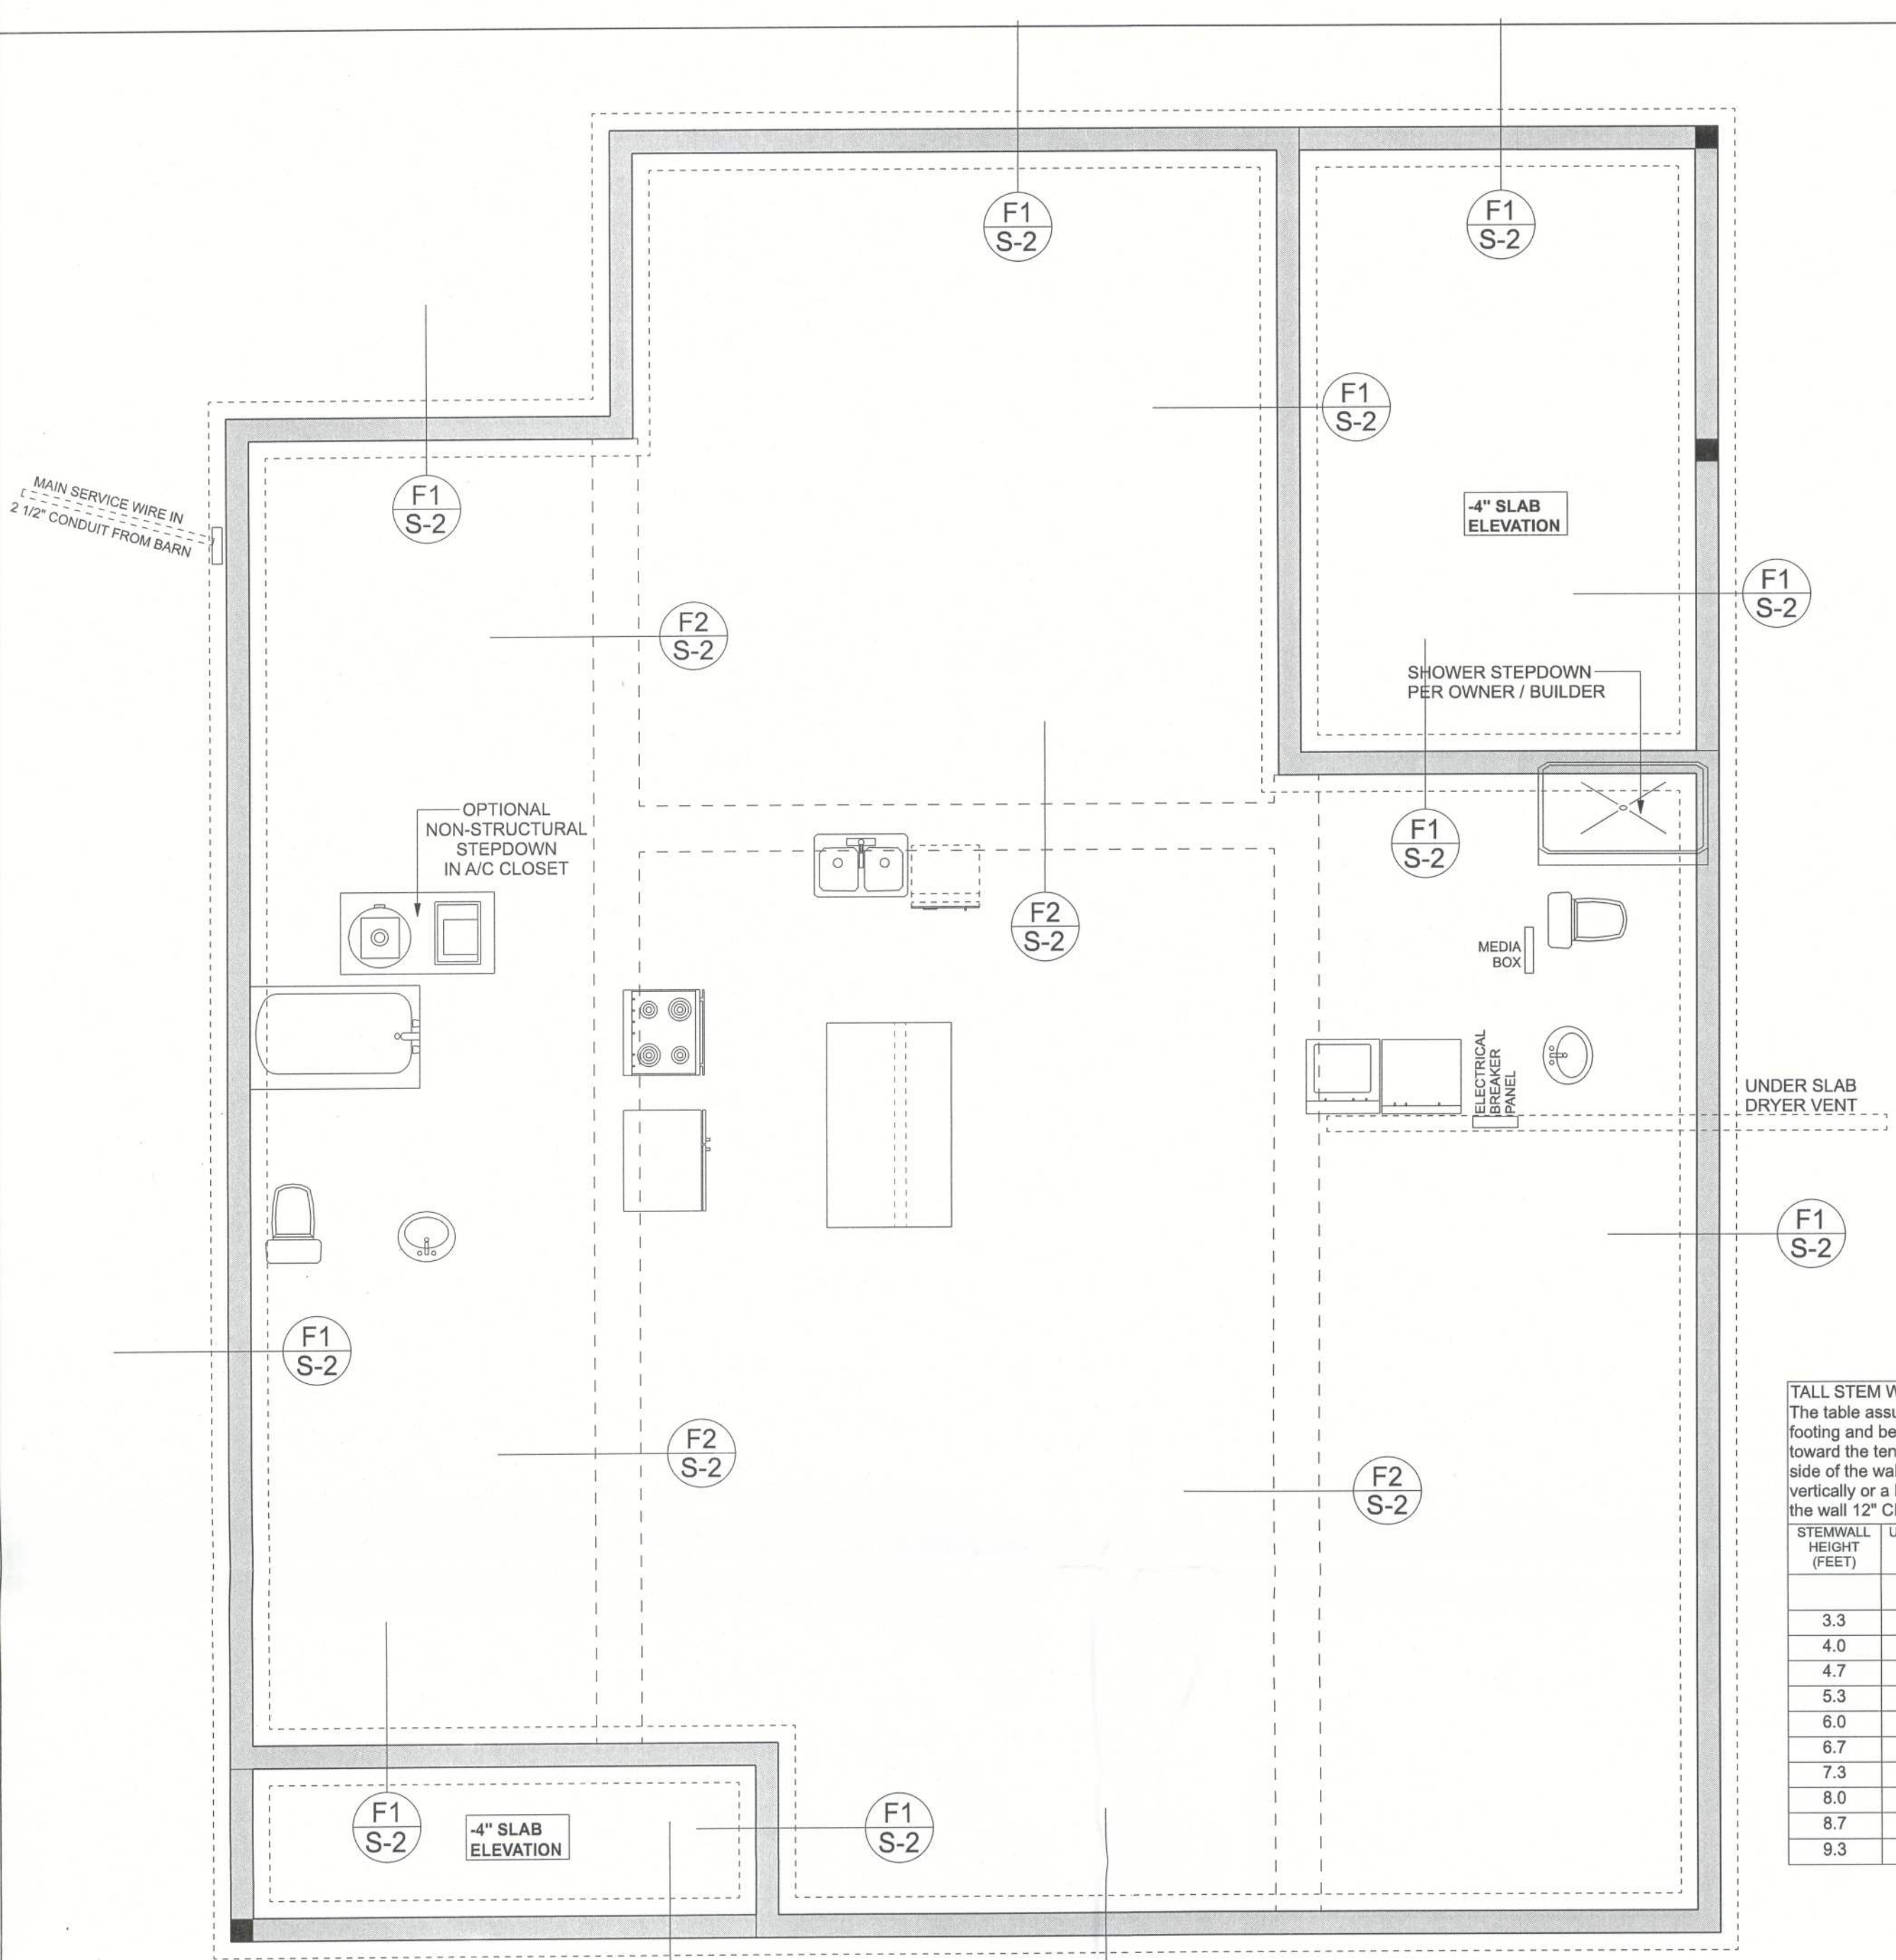 F1
S-2
F1
S-2
F1
S-2
F1
S-2
MAIN SERVICE WIRE IN
2 1/2" CONDUIT FROM BARN
-4" SLAB
ELEVATION
F1
S-2
F2
S-2
SHOWER STEPDOWN
PER OWNER / BUILDER
OPTIONAL
NON-STRUCTURAL
STEPDOWN
IN A/C CLOSET
F1
S-2
F2
S-2
MEDIA
BOX
ELECTRICAL
BREAKER
PANEL
UNDER SLAB
DRYER VENT
F1
S-2
F1
S-2
F2
S-2
F2
S-2
TALL STEM
The table
footing and
toward the
side of the
vertically or a
the wall 12"
STEMWALL
HEIGHT
(FEET)
3.3
4.0
4.7
5.3
6.0
6.7
7.3
8.0
8.7
9.3
F1
S-2
-4" SLAB
ELEVATION
F1
S-2